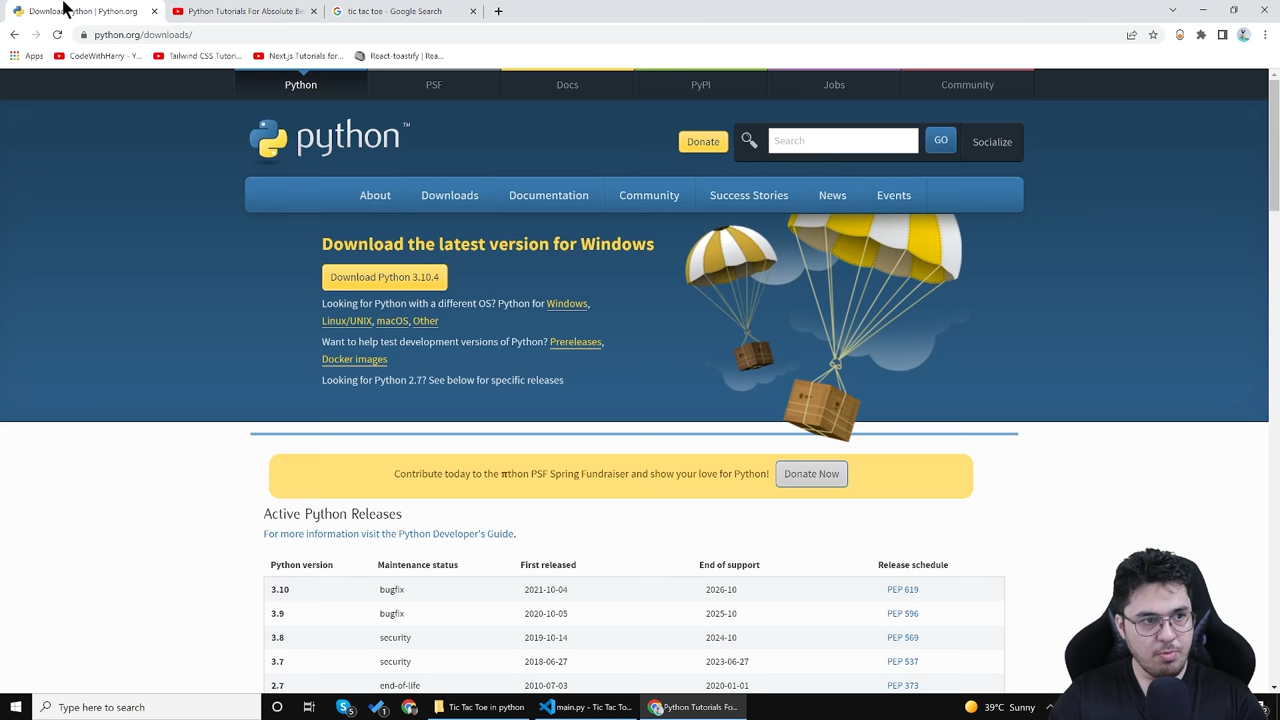 Download Python | Python.org
Python Tutorials For Absolute Be
tic tac toe - Google Search
python.org/downloads/
Apps
CodeWithHarry - Y...
Tailwind CSS Tutori...
Next.js Tutorials for...
React-toastify | Rea...
Python
PSF
Docs
PyPI
Jobs
Community
python™
Donate
Search
GO
Socialize
About
Downloads
Documentation
Community
Success Stories
News
Events
Download the latest version for Windows
Download Python 3.10.4
Looking for Python with a different OS? Python for Windows,
Linux/UNIX, macOS, Other
Want to help test development versions of Python? Prereleases,
Docker images
Looking for Python 2.7? See below for specific releases
Contribute today to the πthon PSF Spring Fundraiser and show your love for Python!
Donate Now
Active Python Releases
For more information visit the Python Developer's Guide.
Python version Maintenance status First released End of support Release schedule
3.10 bugfix 2021-10-04 2026-10 PEP 619
3.9 bugfix 2020-10-05 2025-10 PEP 596
3.8 security 2019-10-14 2024-10 PEP 569
3.7 security 2018-06-27 2023-06-27 PEP 537
2.7 end-of-life 2010-07-03 2020-01-01 PEP 373
Type here to search
Tic Tac Toe in python
main.py - Tic Tac To...
Python Tutorials Fo...
39°C Sunny